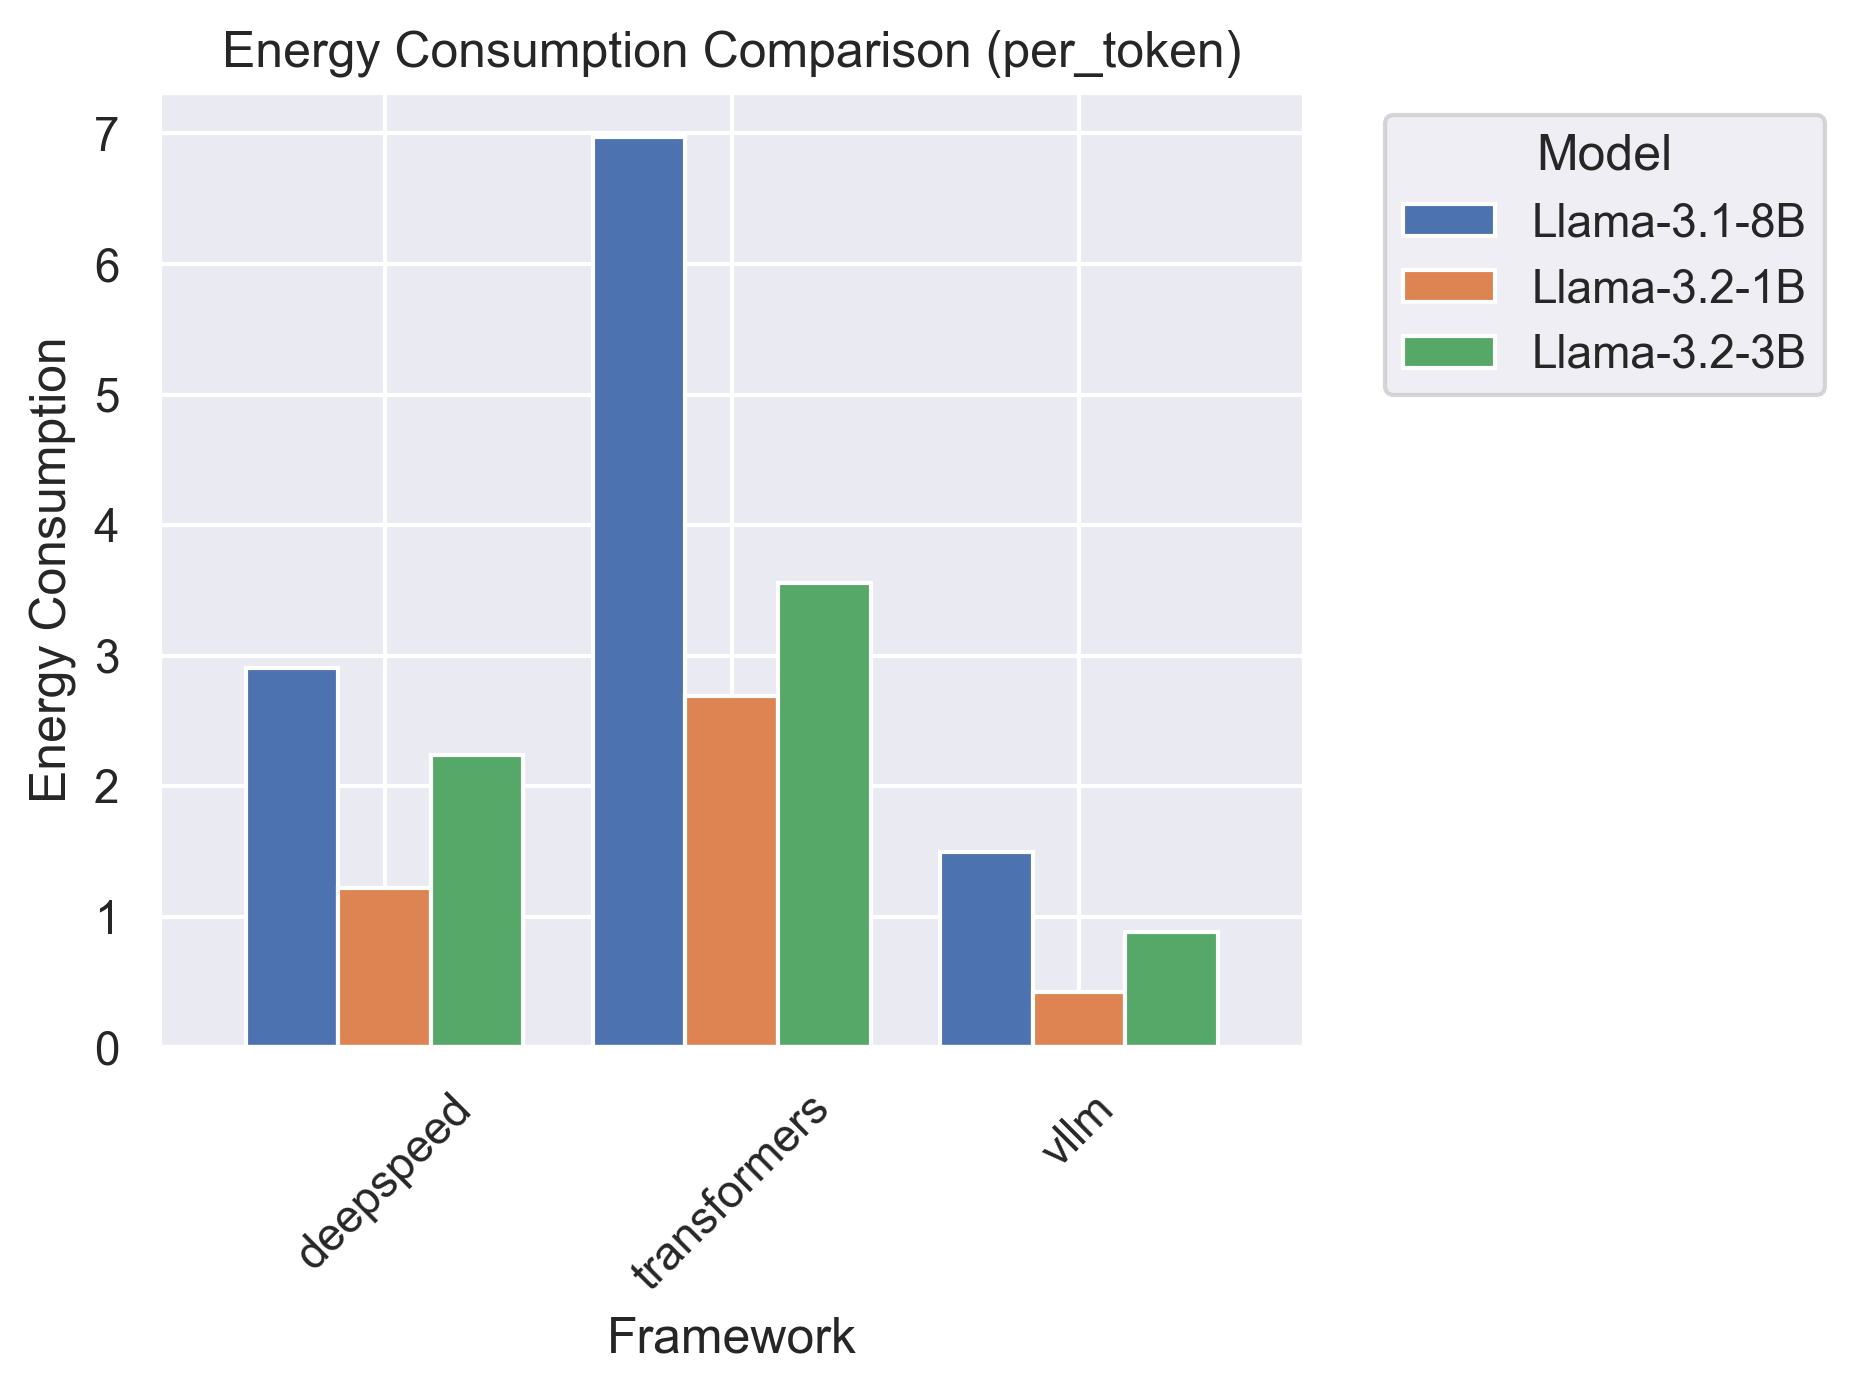 Energy Consumption Comparison (per_token)
Energy Consumption
7
6
5
4
3
2
1
0
deepspeed
transformers
vllm
Framework
Model
Llama-3.1-8B
Llama-3.2-1B
Llama-3.2-3B